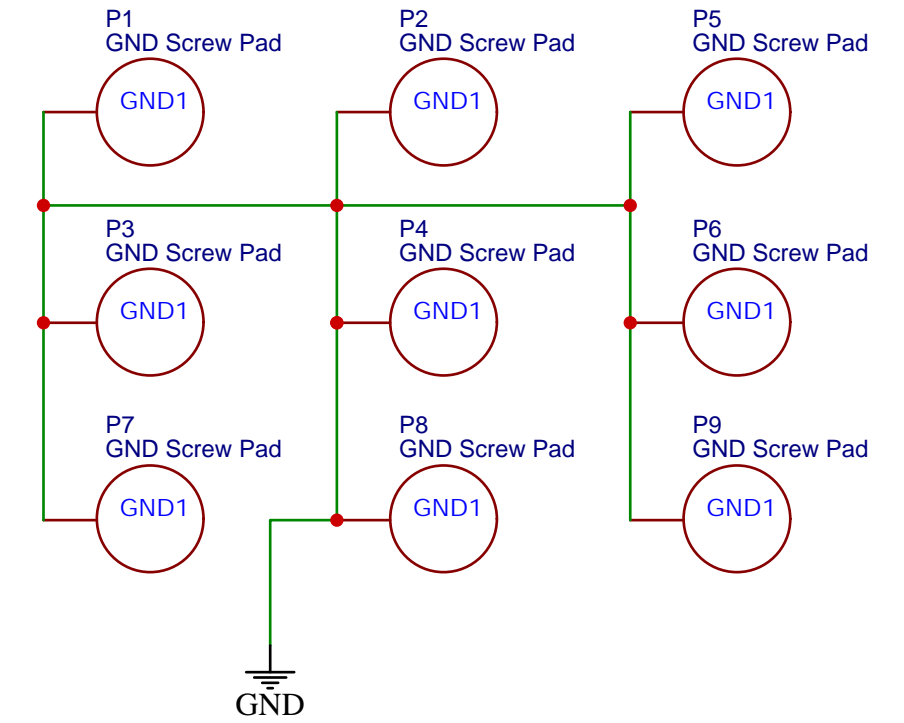 P1
GND Screw Pad
GND1
P2
GND Screw Pad
GND1
P5
GND Screw Pad
GND1
P3
GND Screw Pad
GND1
P4
GND Screw Pad
GND1
P6
GND Screw Pad
GND1
P7
GND Screw Pad
GND1
P8
GND Screw Pad
GND1
P9
GND Screw Pad
GND1
GND